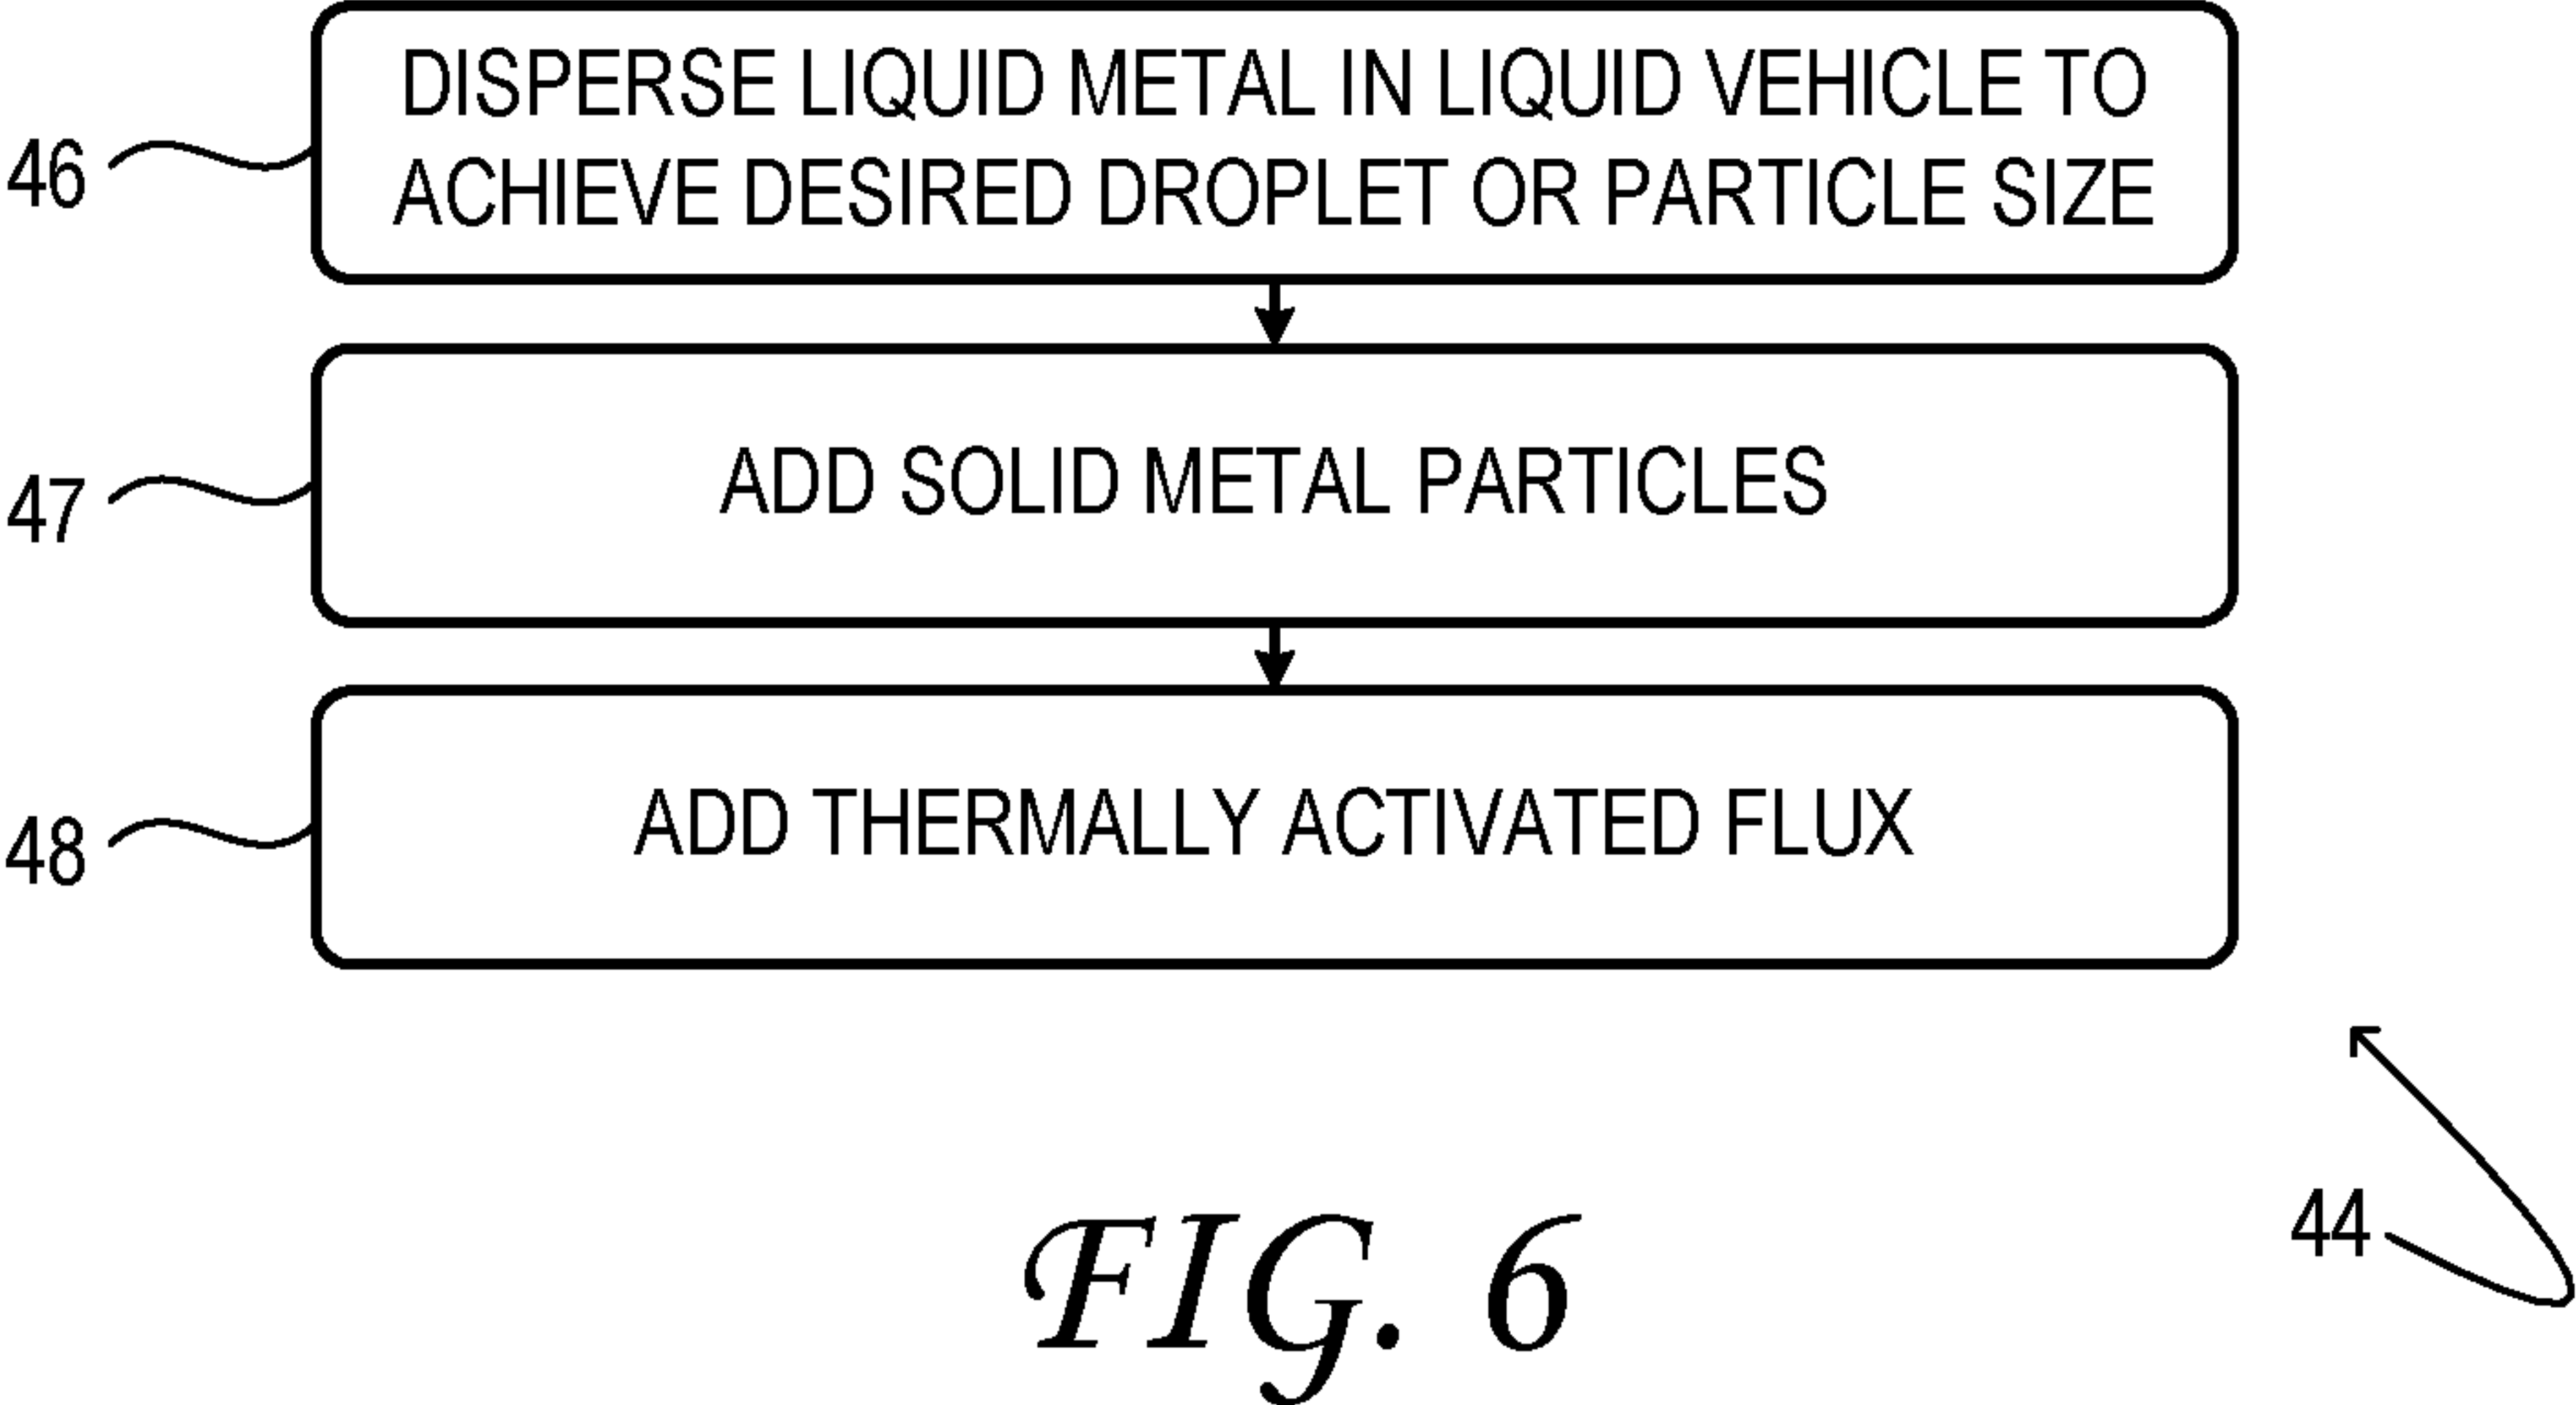 46
DISPERSE LIQUID METAL IN LIQUID VEHICLE TO
ACHIEVE DESIRED DROPLET OR PARTICLE SIZE
47
ADD SOLID METAL PARTICLES
48
ADD THERMALLY ACTIVATED FLUX
44
FIG. 6